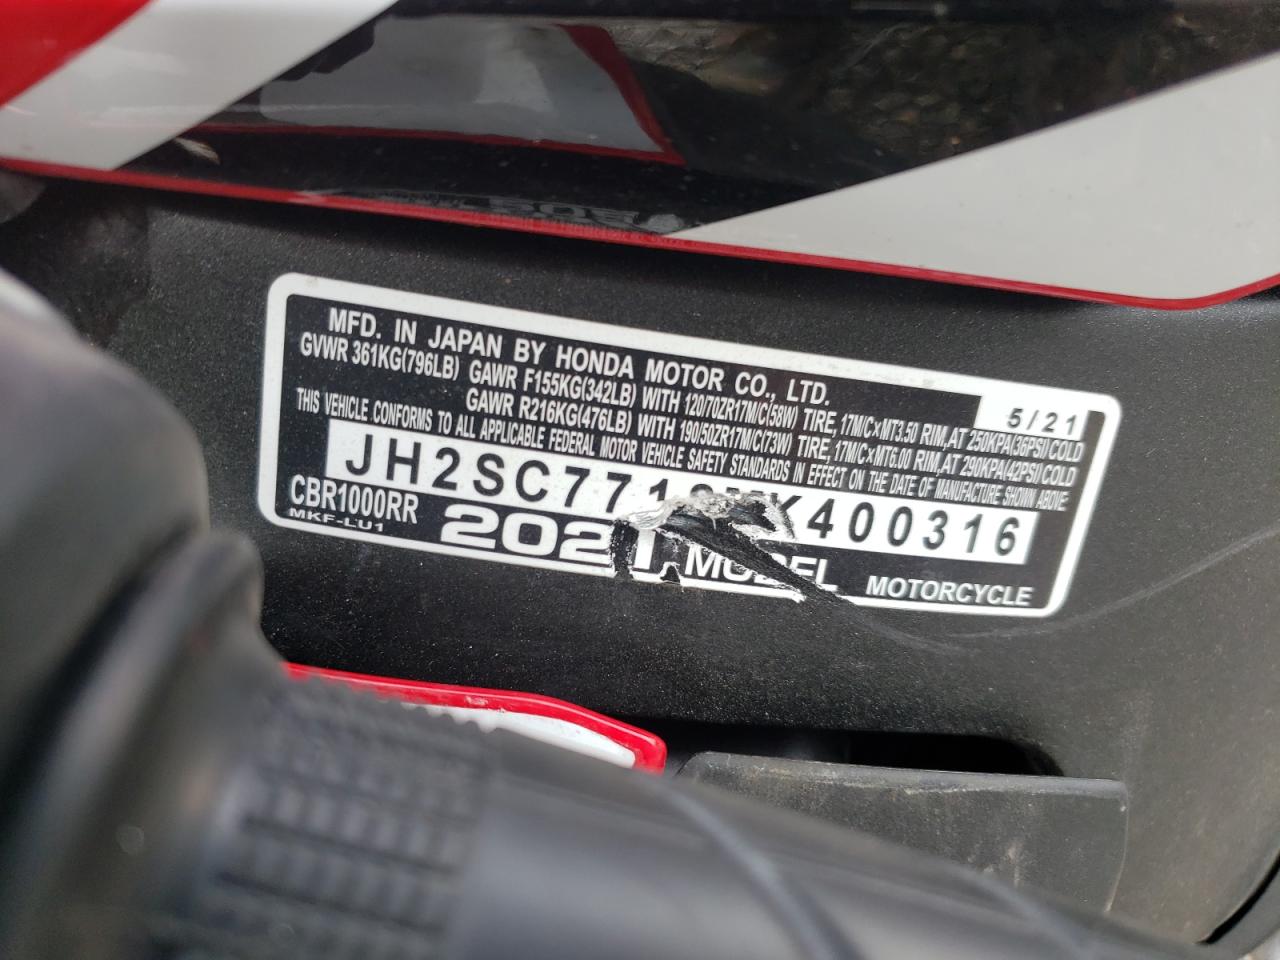 MFD. IN JAPAN BY HONDA MOTOR CO., LTD. 5/21
GVWR 361KG(796LB) GAWR F155KG(342LB) WITH 120/70ZR17M/C(58W) TIRE, 17M/C×MT3.50 RIM, AT 250KPA(36PSI)COLD
GAWR R216KG(476LB) WITH 190/50ZR17M/C(73W) TIRE, 17M/C×MT6.00 RIM, AT 290KPA(42PSI)COLD
THIS VEHICLE CONFORMS TO ALL APPLICABLE FEDERAL MOTOR VEHICLE SAFETY STANDARDS IN EFFECT ON THE DATE OF MANUFACTURE SHOWN ABOVE.
CBR1000RR 2021 MODEL MOTORCYCLE
MKF-LU1